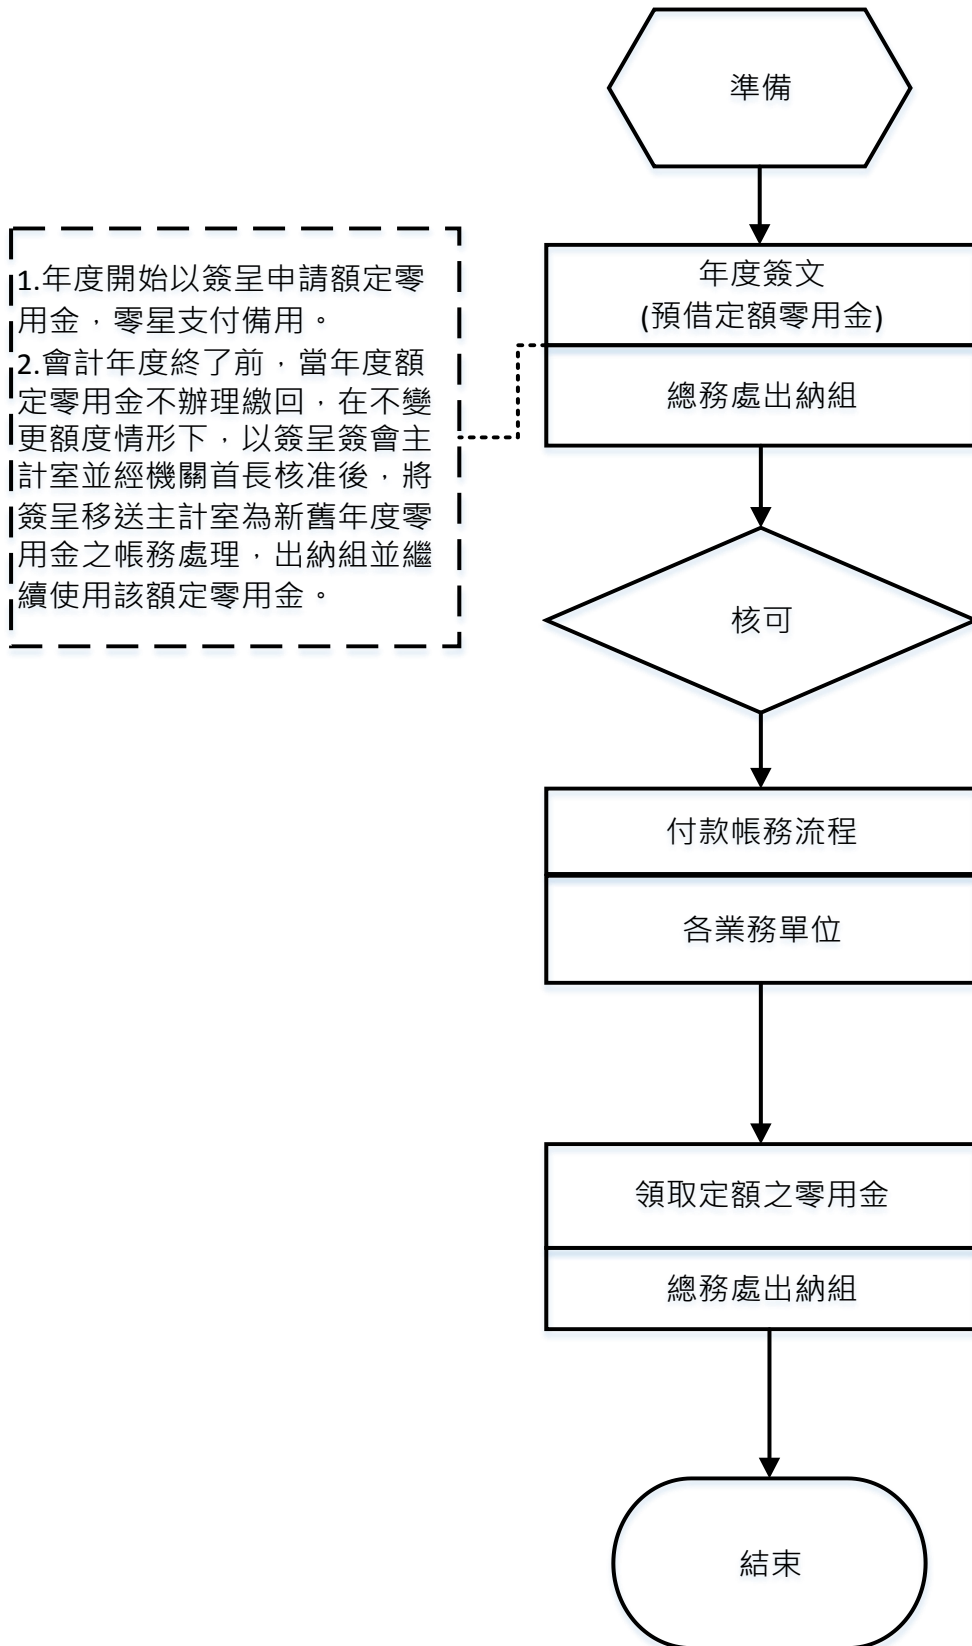 準備
年度簽文
(預借定額零用金)
總務處出納組
1.年度開始以簽呈申請額定零
用金，零星支付備用。
2.會計年度終了前，當年度額
定零用金不辦理繳回，在不變
更額度情形下，以簽呈簽會主
計室並經機關首長核准後，將
簽呈移送主計室為新舊年度零
用金之帳務處理，出納組並繼
續使用該額定零用金。
核可
付款帳務流程
各業務單位
領取定額之零用金
總務處出納組
結束